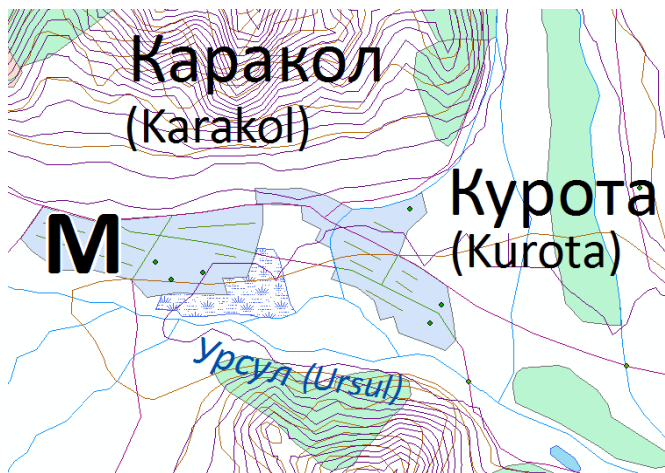 Каракол
(Karakol)
Курота
(Kurota)
М
Урсул (Ursul)